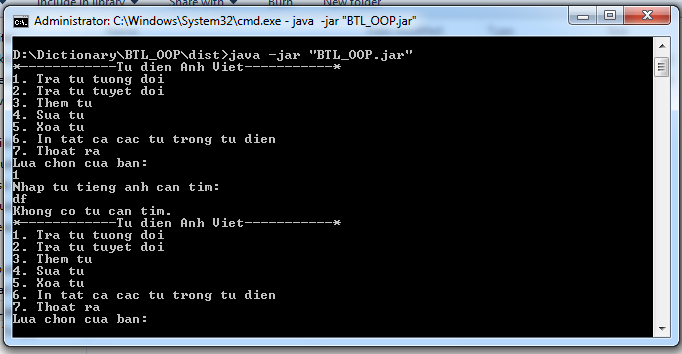 Include in library Share with Burn New folder
Administrator: C:\Windows\System32\cmd.exe - java -jar "BTL_OOP.jar"
D:\Dictionary\BTL_OOP\dist>java -jar "BTL_OOP.jar"
*-------------Tu dien Anh Viet------------*
1. Tra tu tuong doi
2. Tra tu tuyet doi
3. Them tu
4. Sua tu
5. Xoa tu
6. In tat ca cac tu trong tu dien
7. Thoat ra
Lua chon cua ban:
1
Nhap tu tieng anh can tim:
df
Khong co tu can tim.
*-------------Tu dien Anh Viet------------*
1. Tra tu tuong doi
2. Tra tu tuyet doi
3. Them tu
4. Sua tu
5. Xoa tu
6. In tat ca cac tu trong tu dien
7. Thoat ra
Lua chon cua ban: